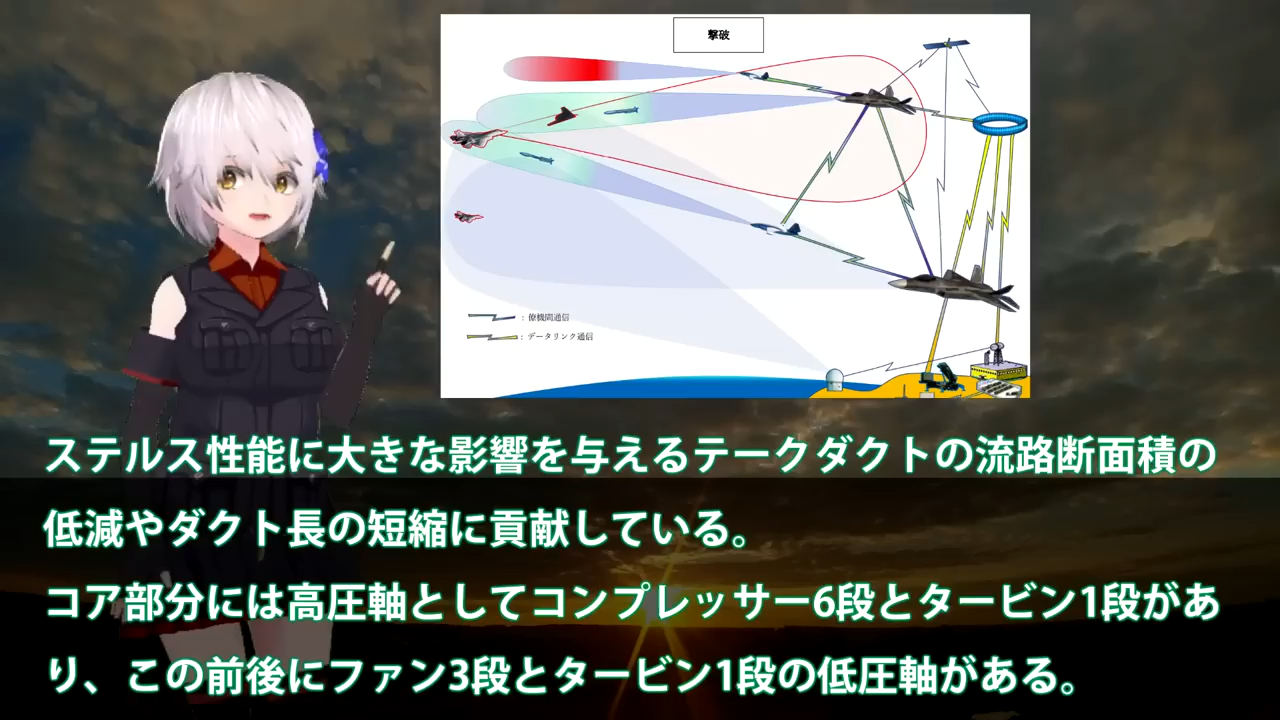 撃破
：僚機間通信
：データリンク通信
ステルス性能に大きな影響を与えるテークダクトの流路断面積の
低減やダクト長の短縮に貢献している。
コア部分には高圧軸としてコンプレッサー6段とタービン1段があ
り、この前後にファン3段とタービン1段の低圧軸がある。